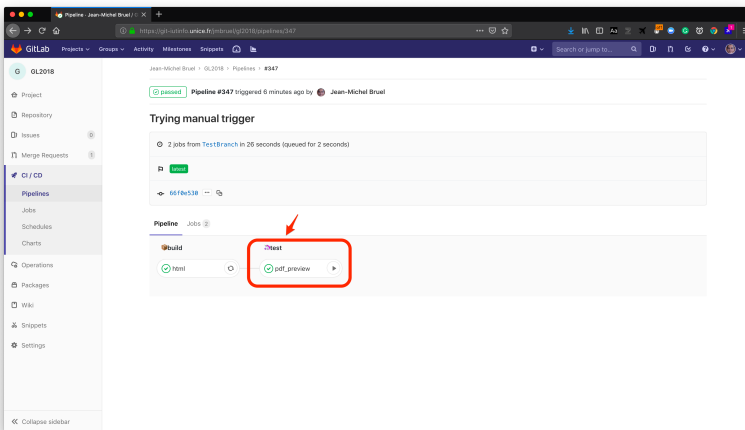 Pipeline - Jean-Michel Bruel / G
https://git-iutinfo.unice.fr/jmbruel/gl2018/pipelines/347
GitLab Projects Groups Activity Milestones Snippets
Search or jump to...
G GL2018
Jean-Michel Bruel > GL2018 > Pipelines > #347
passed Pipeline #347 triggered 6 minutes ago by Jean-Michel Bruel
Project
Repository
Issues 0
Merge Requests 1
CI / CD
Pipelines
Jobs
Schedules
Charts
Operations
Packages
Wiki
Snippets
Settings
Collapse sidebar
Trying manual trigger
2 jobs from TestBranch in 26 seconds (queued for 2 seconds)
latest
66f0e530 ...
Pipeline Jobs 2
build test
html pdf_preview